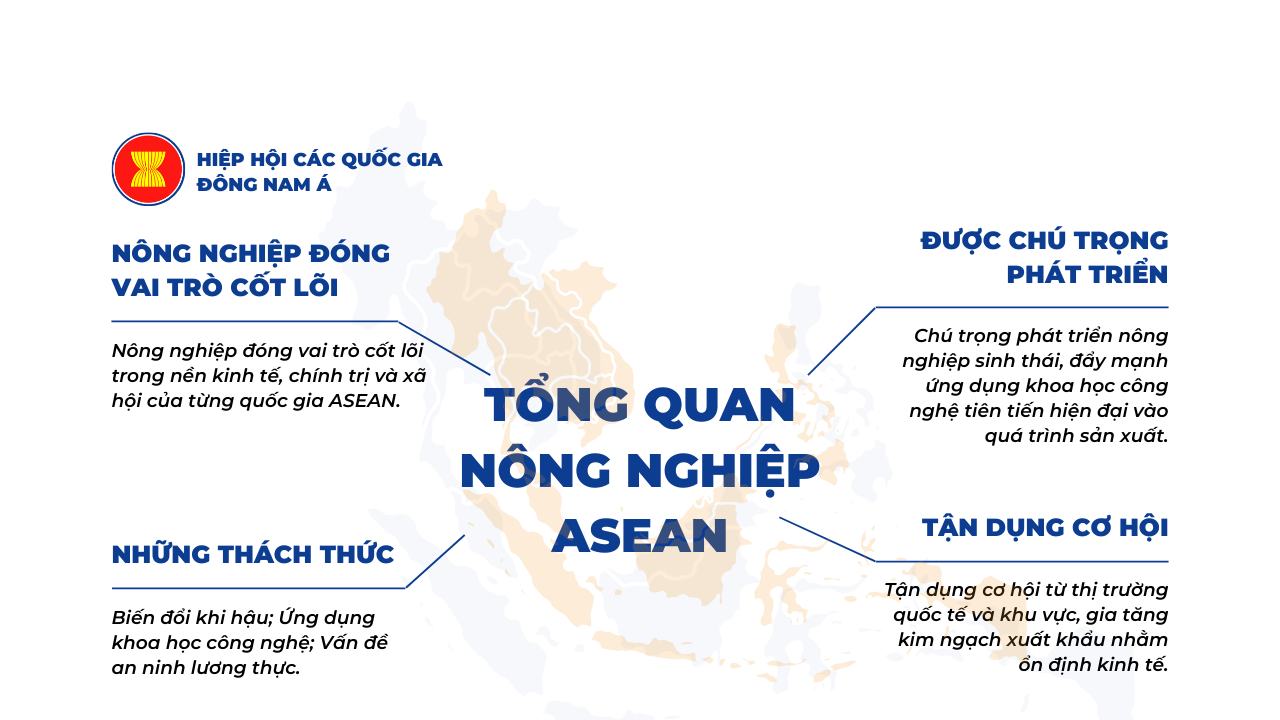 HIỆP HỘI CÁC QUỐC GIA
ĐÔNG NAM Á
NÔNG NGHIỆP ĐÓNG
VAI TRÒ CỐT LÕI
Nông nghiệp đóng vai trò cốt lõi
trong nền kinh tế, chính trị và xã
hội của từng quốc gia ASEAN.
ĐƯỢC CHÚ TRỌNG
PHÁT TRIỂN
Chú trọng phát triển nông
nghiệp sinh thái, đẩy mạnh
ứng dụng khoa học công
nghệ tiên tiến hiện đại vào
quá trình sản xuất.
TỔNG QUAN
NÔNG NGHIỆP
ASEAN
NHỮNG THÁCH THỨC
Biến đổi khi hậu; Ứng dụng
khoa học công nghệ; Vấn đề
an ninh lương thực.
TẬN DỤNG CƠ HỘI
Tận dụng cơ hội từ thị trường
quốc tế và khu vực, gia tăng
kim ngạch xuất khẩu nhằm
ổn định kinh tế.